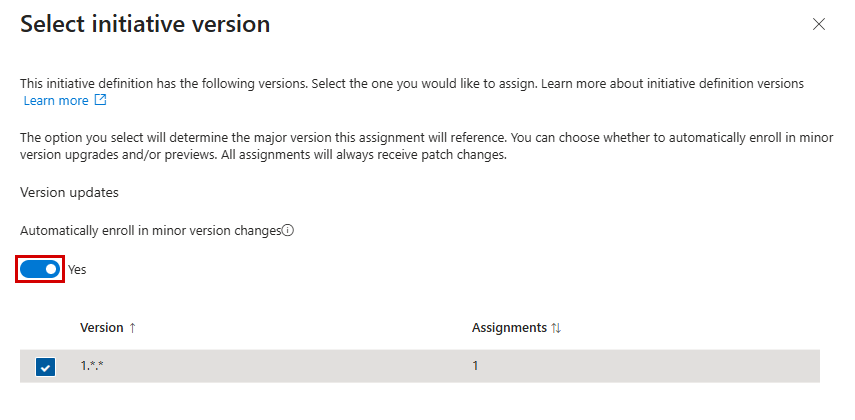 Select initiative version
This initiative definition has the following versions. Select the one you would like to assign. Learn more about initiative definition versions
Learn more
The option you select will determine the major version this assignment will reference. You can choose whether to automatically enroll in minor
version upgrades and/or previews. All assignments will always receive patch changes.
Version updates
Automatically enroll in minor version changes
Yes
Version ↑ Assignments ↑↓
1.*.* 1